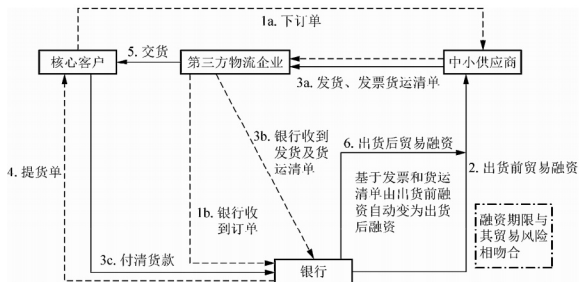 1a. 下订单
5. 交货
核心客户
第三方物流企业
中小供应商
3a. 发货、发票货运清单
3b. 银行收到
发货及货
运清单
6. 出货后贸易融资
2. 出货前贸易融资
4. 提货单
基于发票和货运
清单由出货前融
资自动变为出货
后融资
1b. 银行收
到订单
融资期限与
其贸易风险
相吻合
3c. 付清货款
银行